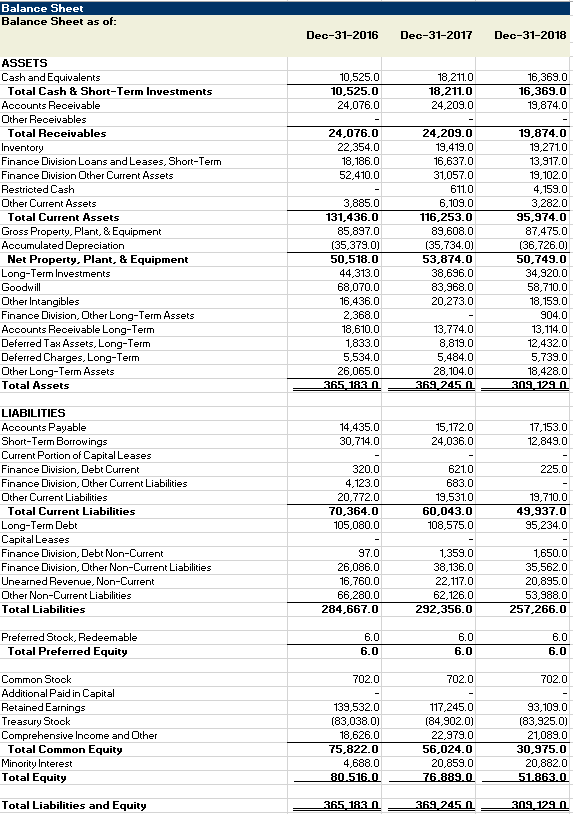 Balance Sheet
Balance Sheet as of:
Dec-31-2016 Dec-31-2017 Dec-31-2018
ASSETS
Cash and Equivalents 10,525.0 18,211.0 16,369.0
Total Cash & Short-Term Investments 10,525.0 18,211.0 16,369.0
Accounts Receivable 24,076.0 24,209.0 19,874.0
Other Receivables - - -
Total Receivables 24,076.0 24,209.0 19,874.0
Inventory 22,354.0 19,419.0 19,271.0
Finance Division Loans and Leases, Short-Term 18,186.0 16,637.0 13,917.0
Finance Division Other Current Assets 52,410.0 31,057.0 19,102.0
Restricted Cash - 611.0 4,159.0
Other Current Assets 3,885.0 6,109.0 3,282.0
Total Current Assets 131,436.0 116,253.0 95,974.0
Gross Property, Plant, & Equipment 85,897.0 89,608.0 87,475.0
Accumulated Depreciation (35,379.0) (35,734.0) (36,726.0)
Net Property, Plant, & Equipment 50,518.0 53,874.0 50,749.0
Long-Term Investments 44,313.0 38,696.0 34,920.0
Goodwill 68,070.0 83,968.0 58,710.0
Other Intangibles 16,436.0 20,273.0 18,159.0
Finance Division, Other Long-Term Assets 2,368.0 - 904.0
Accounts Receivable Long-Term 18,610.0 13,774.0 13,114.0
Deferred Tax Assets, Long-Term 1,833.0 8,819.0 12,432.0
Deferred Charges, Long-Term 5,534.0 5,484.0 5,739.0
Other Long-Term Assets 26,065.0 28,104.0 18,428.0
Total Assets 365,183.0 369,245.0 309,129.0
LIABILITIES
Accounts Payable 14,435.0 15,172.0 17,153.0
Short-Term Borrowings 30,714.0 24,036.0 12,849.0
Current Portion of Capital Leases - - -
Finance Division, Debt Current 320.0 621.0 225.0
Finance Division, Other Current Liabilities 4,123.0 683.0 -
Other Current Liabilities 20,772.0 19,531.0 19,710.0
Total Current Liabilities 70,364.0 60,043.0 49,937.0
Long-Term Debt 105,080.0 108,575.0 95,234.0
Capital Leases - - -
Finance Division, Debt Non-Current 97.0 1,359.0 1,650.0
Finance Division, Other Non-Current Liabilities 26,086.0 38,136.0 35,562.0
Unearned Revenue, Non-Current 16,760.0 22,117.0 20,895.0
Other Non-Current Liabilities 66,280.0 62,126.0 53,988.0
Total Liabilities 284,667.0 292,356.0 257,266.0
Preferred Stock, Redeemable 6.0 6.0 6.0
Total Preferred Equity 6.0 6.0 6.0
Common Stock 702.0 702.0 702.0
Additional Paid in Capital - - -
Retained Earnings 139,532.0 117,245.0 93,109.0
Treasury Stock (83,038.0) (84,902.0) (83,925.0)
Comprehensive Income and Other 18,626.0 22,979.0 21,089.0
Total Common Equity 75,822.0 56,024.0 30,975.0
Minority Interest 4,688.0 20,859.0 20,882.0
Total Equity 80,516.0 76,889.0 51,863.0
Total Liabilities and Equity 365,183.0 369,245.0 309,129.0